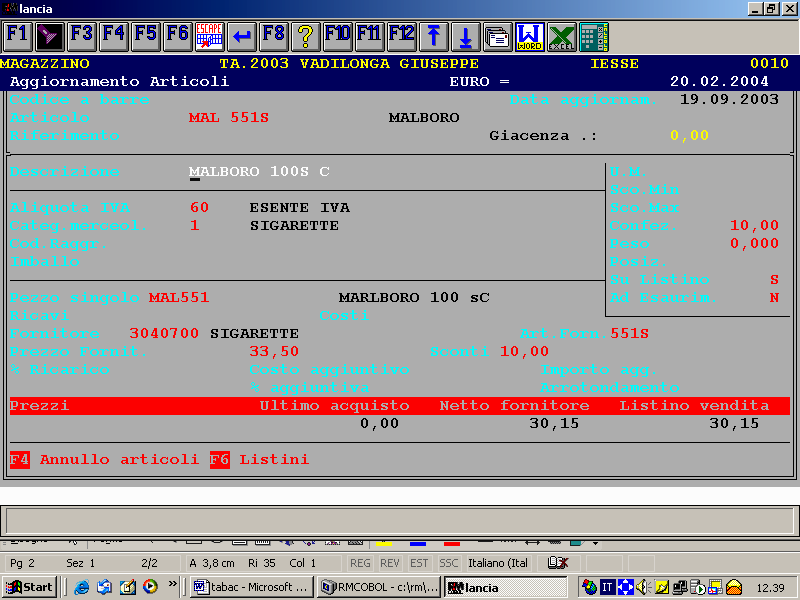 lancia
F1 F3 F4 F5 F6 ESCAPE F8 ? F10 F11 F12 WORD EXCEL
MAGAZZINO TA.2003 VADILONGA GIUSEPPE IESSE 0010
Aggiornamento Articoli EURO = 20.02.2004
Codice a barre Data aggiornam. 19.09.2003
Articolo MAL 551S MALBORO
Riferimento Giacenza .: 0,00
Descrizione MALBORO 100S C U.M.
Sco.Min
Sco.Max
Aliquota IVA 60 ESENTE IVA
Categ.merceol. 1 SIGARETTE Confez. 10,00
Cod.Raggr. Peso 0,000
Imballo Posiz.
Su Listino S
Pezzo singolo MAL551 MARLBORO 100 sC Ad Esaurim. N
Ricavi Costi
Fornitore 3040700 SIGARETTE Art.Forn. 551S
Prezzo Fornit. 33,50 Sconti 10,00
% Ricarico Costo aggiuntivo Importo agg.
% aggiuntiva Arrotondamento
Prezzi Ultimo acquisto Netto fornitore Listino vendita
0,00 30,15 30,15
F4 Annullo articoli F6 Listini
Pg 2 Sez 1 2/2 A 3,8 cm Ri 35 Col 1 REG REV EST SSC Italiano (Ital
Start » tabac - Microsoft ... RMCOBOL - c:\rm\... lancia IT 12.39